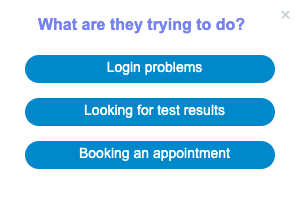 What are they trying to do?
Login problems
Looking for test results
Booking an appointment